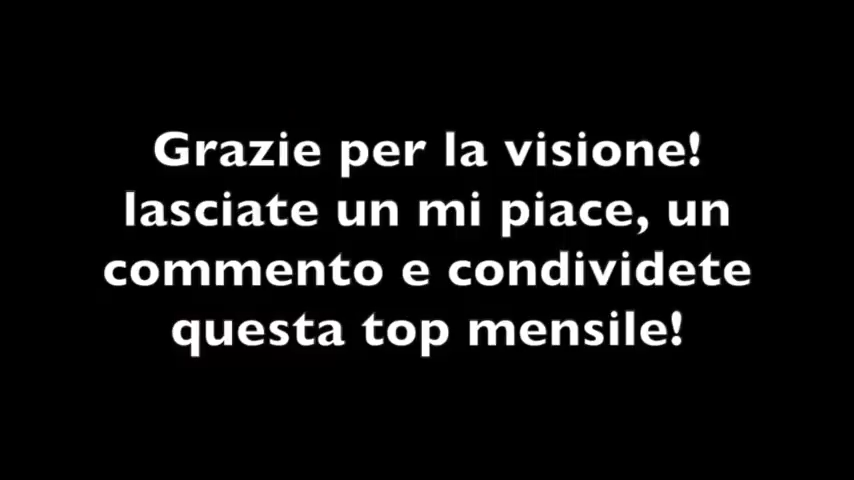 Grazie per la visione!
lasciate un mi piace, un
commento e condividete
questa top mensile!